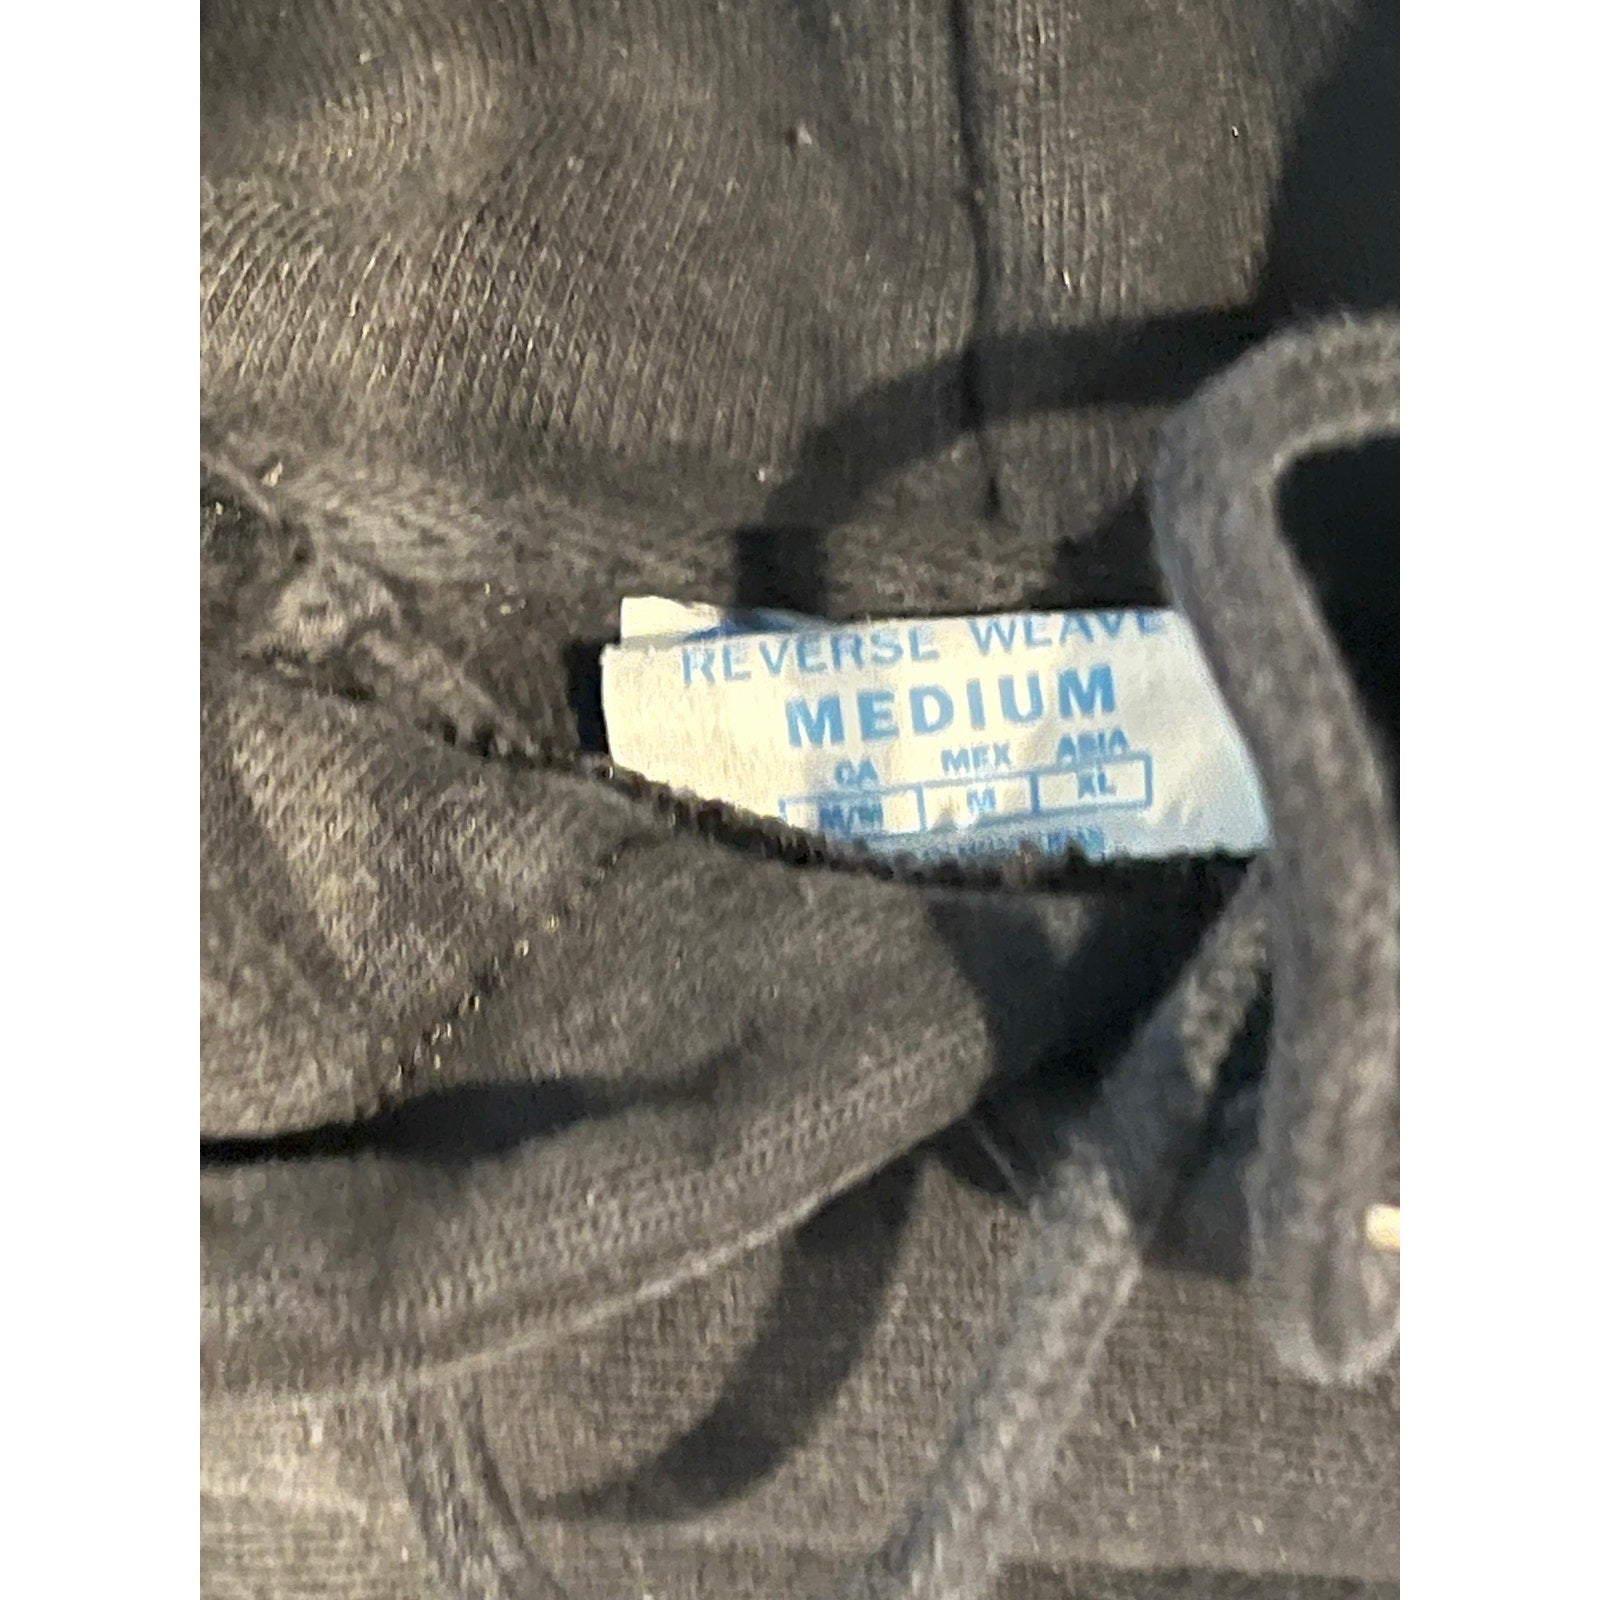 REVERSE WEAVE
MEDIUM
CA MEX ASIA
M/M M XL